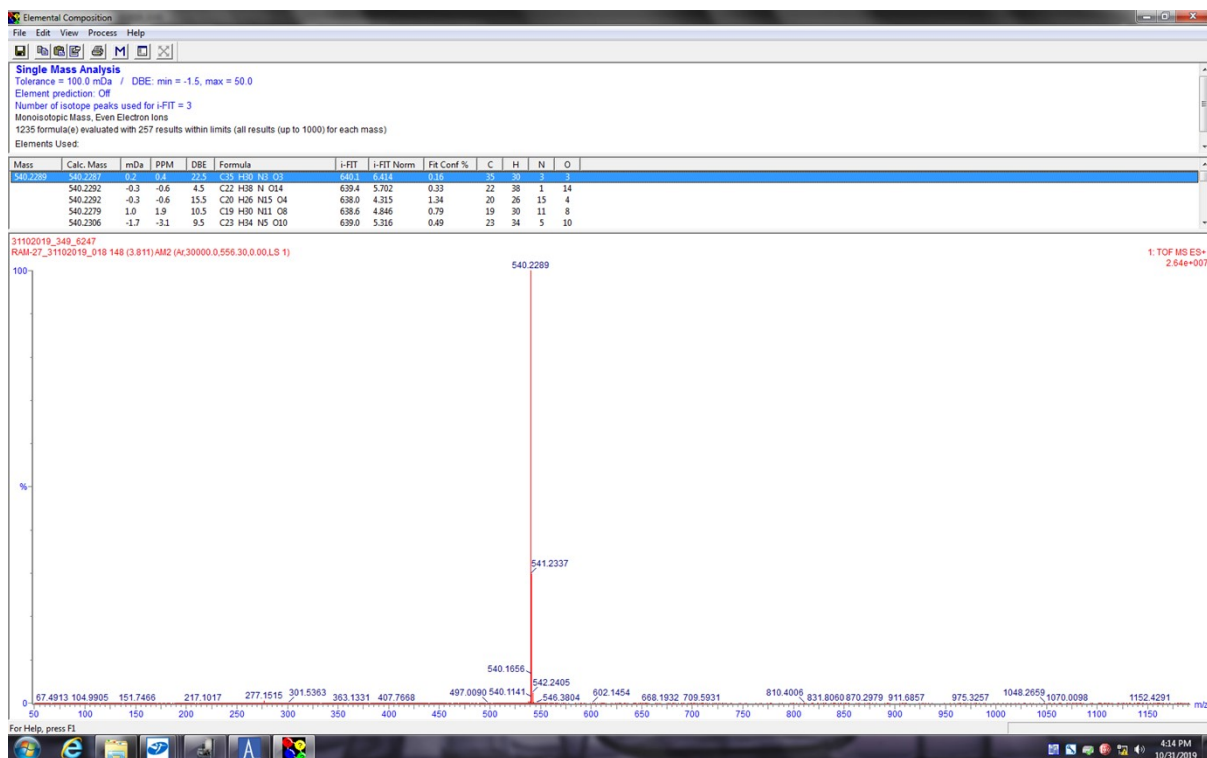 Elemental Composition
File Edit View Process Help
M
Single Mass Analysis
Tolerance = 100.0 mDa / DBE: min = -1.5, max = 50.0
Element prediction: Off
Number of isotope peaks used for i-FIT = 3
Monoisotopic Mass, Even Electron Ions
1235 formula(e) evaluated with 257 results within limits (all results (up to 1000) for each mass)
Elements Used:
Mass Calc. Mass mDa PPM DBE Formula i-FIT i-FIT Norm Fit Conf % C H N O
540.2289 540.2287 0.2 0.4 22.5 C35 H30 N3 O3 640.1 6.414 0.16 35 30 3 3
540.2292 -0.3 -0.6 4.5 C22 H38 N O14 639.4 5.702 0.33 22 38 1 14
540.2292 -0.3 -0.6 15.5 C20 H26 N15 O4 638.0 4.315 1.34 20 26 15 4
540.2279 1.0 1.9 10.5 C19 H30 N11 O8 638.6 4.846 0.79 19 30 11 8
540.2306 -1.7 -3.1 9.5 C23 H34 N5 O10 639.0 5.316 0.49 23 34 5 10
31102019_349_6247
RAM-27_31102019_018 148 (3.811) AM2 (Ar,30000.0,556.30,0.00,LS 1)
1: TOF MS ES+
2.64e+007
100
540.2289
%
541.2337
540.1656
542.2405
67.4913 104.9905 151.7466 217.1017 277.1515 301.5363 363.1331 407.7668 497.0090 540.1141 546.3804 602.1454 668.1932 709.5931 810.4006 831.8060 870.2979 911.6857 975.3257 1048.2659 1070.0098 1152.4291
0
50 100 150 200 250 300 350 400 450 500 550 600 650 700 750 800 850 900 950 1000 1050 1100 1150 m/z
For Help, press F1
4:14 PM
10/31/2019